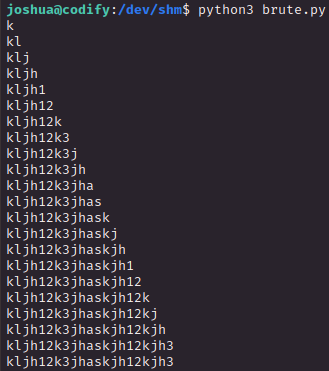 joshua@codify:/dev/shm$ python3 brute.py
k
kl
klj
kljh
kljh1
kljh12
kljh12k
kljh12k3
kljh12k3j
kljh12k3jh
kljh12k3jha
kljh12k3jhas
kljh12k3jhask
kljh12k3jhaskj
kljh12k3jhaskjh
kljh12k3jhaskjh1
kljh12k3jhaskjh12
kljh12k3jhaskjh12k
kljh12k3jhaskjh12kj
kljh12k3jhaskjh12kjh
kljh12k3jhaskjh12kjh3
kljh12k3jhaskjh12kjh3